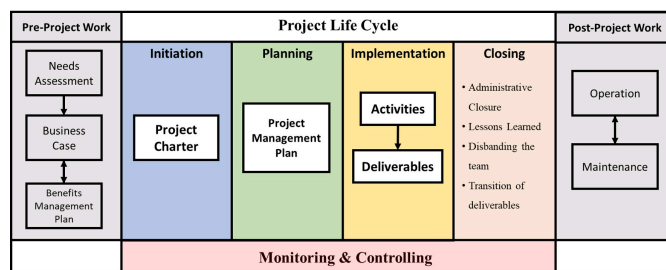 Pre-Project Work
Project Life Cycle
Post-Project Work
Needs
Assessment
Business
Case
Benefits
Management
Plan
Initiation
Project
Charter
Planning
Project
Management
Plan
Implementation
Activities
Deliverables
Closing
• Administrative
Closure
• Lessons Learned
• Disbanding the
team
• Transition of
deliverables
Operation
Maintenance
Monitoring & Controlling